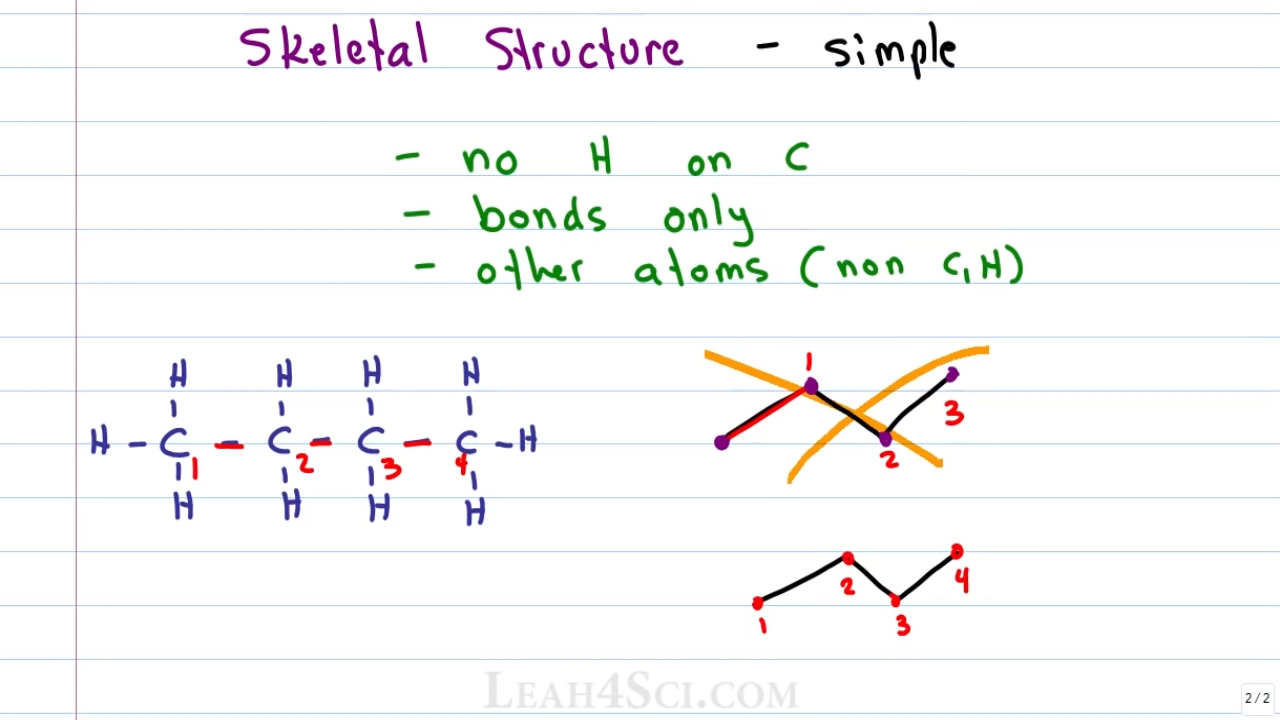 Skeletal Structure - simple
- no H on C
- bonds only
- other atoms (non C, H)
H H H H
H - C - C - C - C - H
1 2 3 4
H H H H
1
2
3
1
2
3
4
LEAH4SCI.COM
2/2